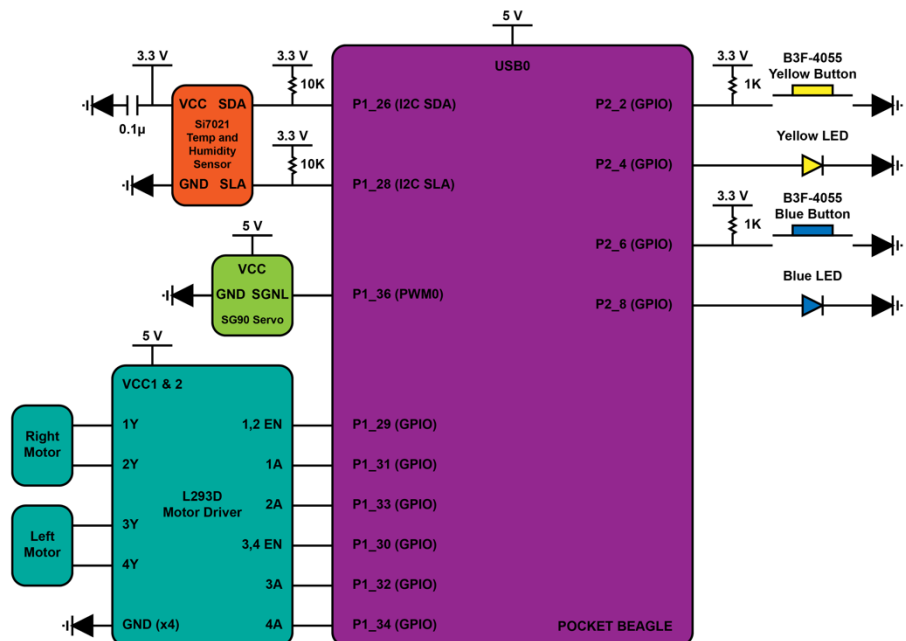 5 V
USB0
3.3 V
3.3 V
10K
VCC SDA
0.1µ
Si7021
Temp and
Humidity
Sensor
3.3 V
10K
GND SLA
P1_26 (I2C SDA)
P1_28 (I2C SLA)
5 V
VCC
GND SGNL
SG90 Servo
P1_36 (PWM0)
5 V
VCC1 & 2
Right
Motor
Left
Motor
1Y
2Y
3Y
4Y
GND (x4)
L293D
Motor Driver
1,2 EN
1A
2A
3,4 EN
3A
4A
P1_29 (GPIO)
P1_31 (GPIO)
P1_33 (GPIO)
P1_30 (GPIO)
P1_32 (GPIO)
P1_34 (GPIO)
P2_2 (GPIO)
P2_4 (GPIO)
P2_6 (GPIO)
P2_8 (GPIO)
3.3 V
1K
B3F-4055
Yellow Button
Yellow LED
3.3 V
1K
B3F-4055
Blue Button
Blue LED
POCKET BEAGLE